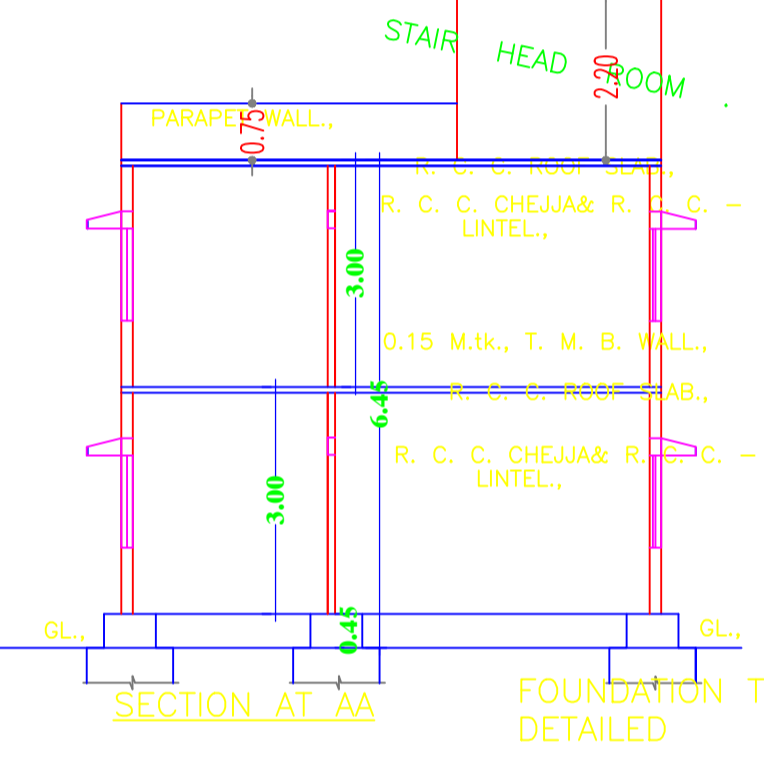 STAIR HEAD ROOM .
2.20
PARAPET WALL.,
0.75
R. C. C. ROOF SLAB.,
R. C. C. CHEJJA& R. C. C. –
LINTEL.,
3.00
0.15 M.tk., T. M. B. WALL.,
R. C. C. ROOF SLAB.,
6.45
R. C. C. CHEJJA& R. C. C. –
LINTEL.,
3.00
0.45
GL.,
GL.,
SECTION AT AA
FOUNDATION T
DETAILED